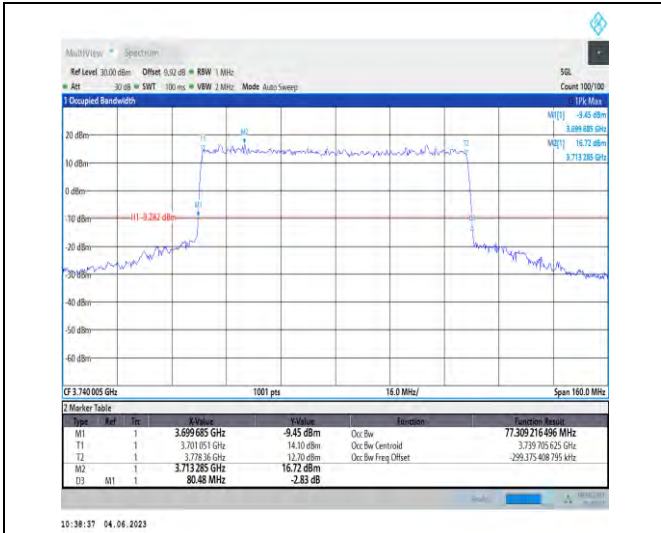 MultiView Spectrum
Ref Level 30.00 dBm Offset 0.92 dB RBW 1 MHz SGL
Att 30 dB SWT 100 ms VBW 2 MHz Mode Auto Sweep Count 100/100
1 Occupied Bandwidth 1Pk Max
M1[1] -9.45 dBm
3.699 685 GHz
M2[1] 16.72 dBm
3.713 285 GHz
20 dBm
T1 M2 T2
10 dBm
0 dBm
M1
-10 dBm H1 -9.282 dBm
-20 dBm
-30 dBm
-40 dBm
-50 dBm
-60 dBm
CF 3.740 005 GHz 1001 pts 16.0 MHz/ Span 160.0 MHz
2 Marker Table
Type Ref Trc X-Value Y-Value Function Function Result
M1 1 3.699 685 GHz -9.45 dBm Occ Bw 77.309 216 496 MHz
T1 1 3.701 051 GHz 14.10 dBm Occ Bw Centroid 3.739 705 625 GHz
T2 1 3.778 36 GHz 12.70 dBm Occ Bw Freq Offset -299.375 408 795 kHz
M2 1 3.713 285 GHz 16.72 dBm
D3 M1 1 80.48 MHz -2.83 dB
10:38:37 04.06.2023